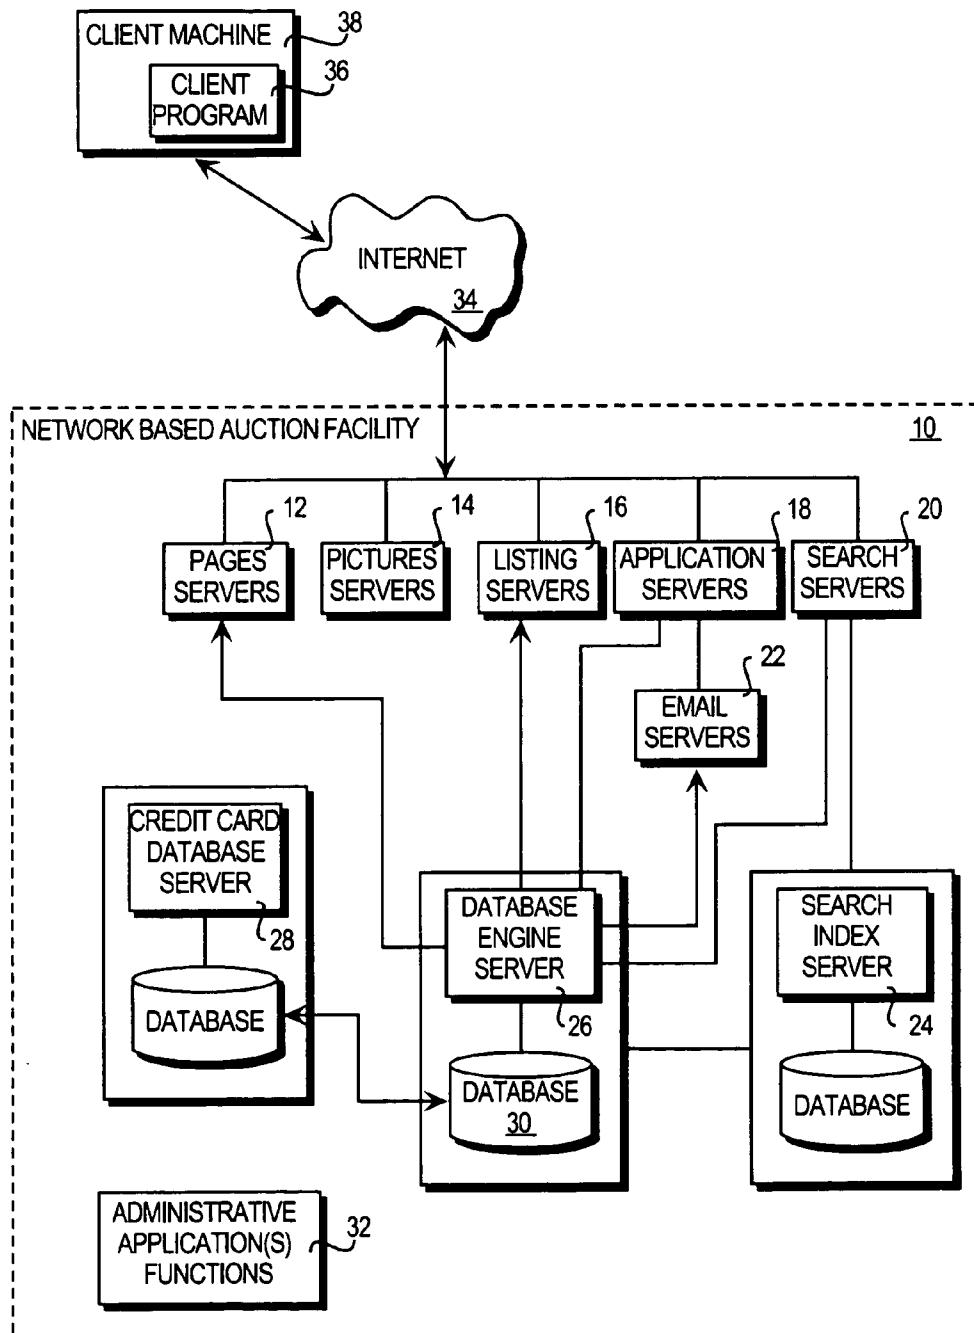 CLIENT MACHINE
38
CLIENT
PROGRAM
36
INTERNET
34
NETWORK BASED AUCTION FACILITY
10
12
14
16
18
20
PAGES
SERVERS
PICTURES
SERVERS
LISTING
SERVERS
APPLICATION
SERVERS
SEARCH
SERVERS
22
EMAIL
SERVERS
CREDIT CARD
DATABASE
SERVER
28
DATABASE
DATABASE
ENGINE
SERVER
26
DATABASE
30
SEARCH
INDEX
SERVER
24
DATABASE
ADMINISTRATIVE
APPLICATION(S)
FUNCTIONS
32